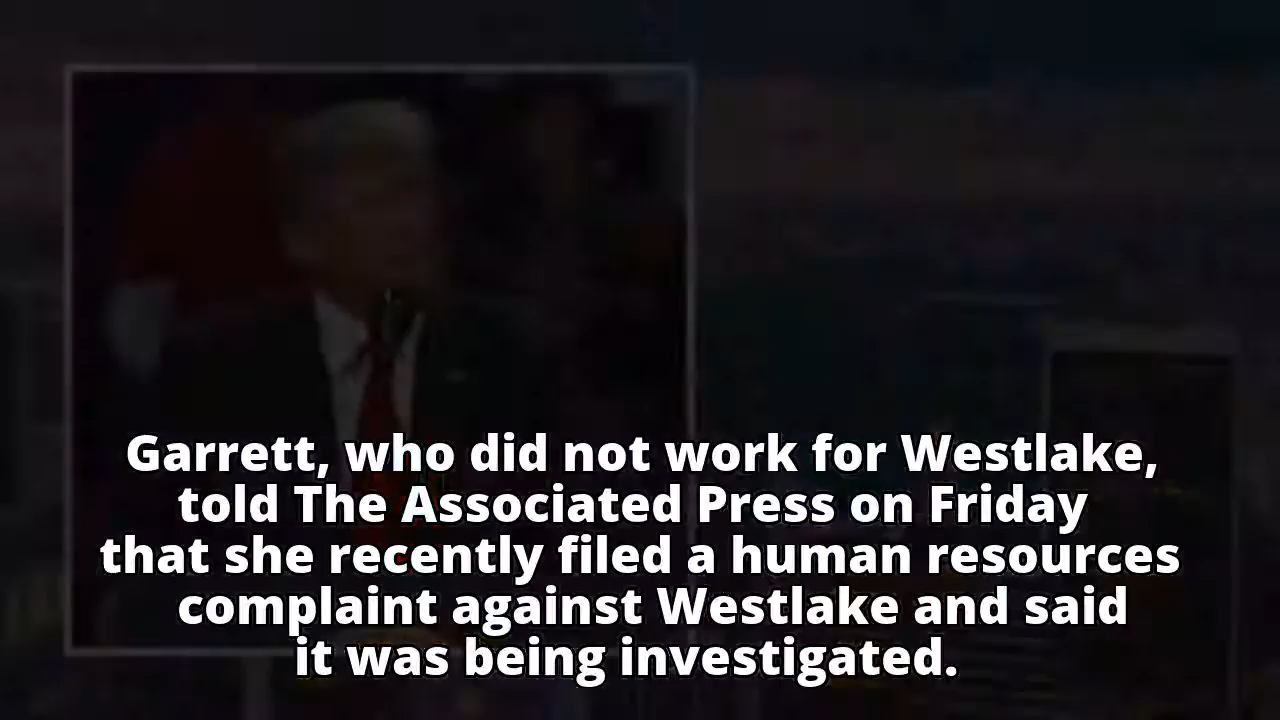 Garrett, who did not work for Westlake,
told The Associated Press on Friday
that she recently filed a human resources
complaint against Westlake and said
it was being investigated.